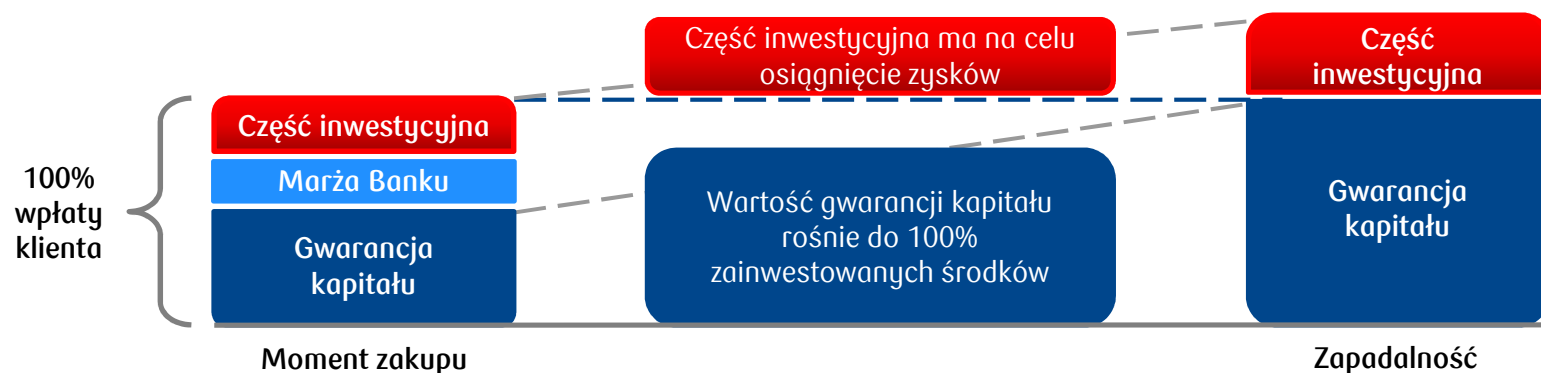 100%
wpłaty
klienta
Część inwestycyjna
Marża Banku
Gwarancja
kapitału
Moment zakupu
Część inwestycyjna ma na celu
osiągnięcie zysków
Wartość gwarancji kapitału
rośnie do 100%
zainwestowanych środków
Część
inwestycyjna
Gwarancja
kapitału
Zapadalność